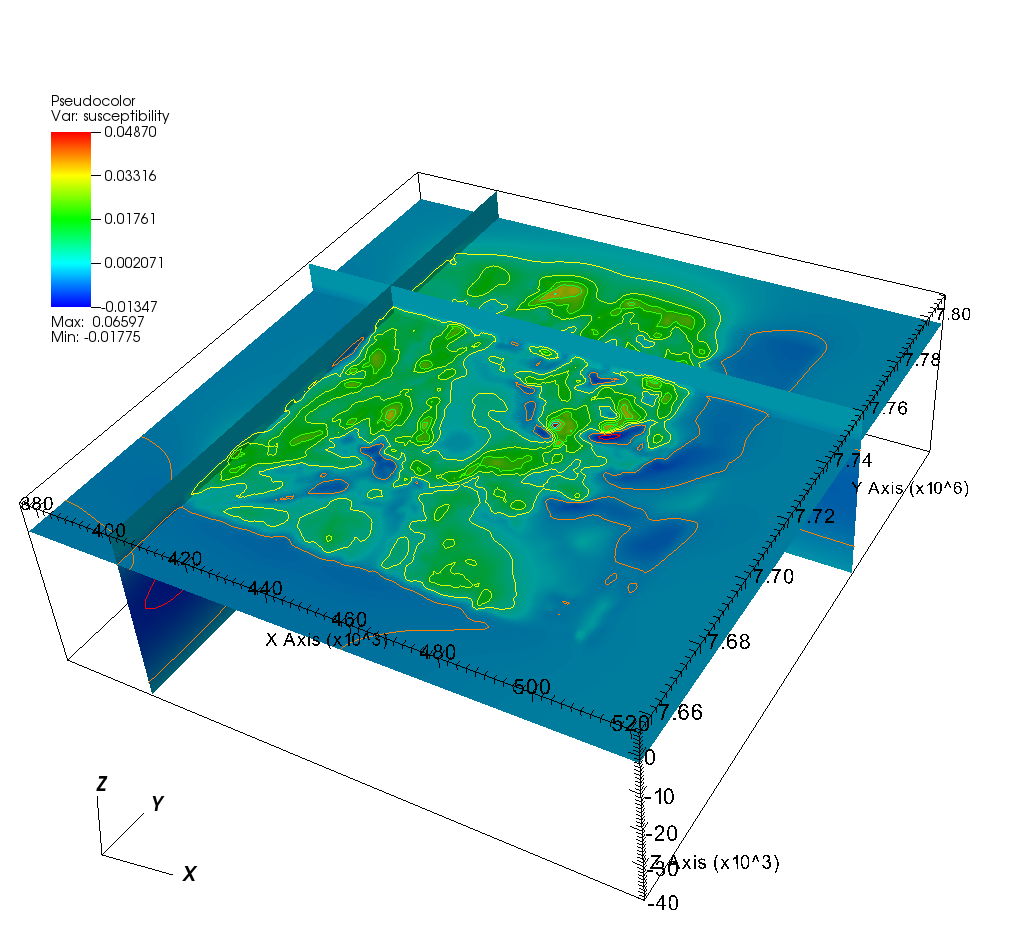 Pseudocolor
Var: susceptibility
0.04870
0.03316
0.01761
0.002071
-0.01347
Max: 0.06597
Min: -0.01775
7.80
7.78
7.76
7.74
Y Axis (x10^6)
7.72
7.70
7.68
7.66
380
400
420
440
460
X Axis (x10^3)
480
500
520
0
-10
-20
Z Axis (x10^3)
-30
-40
Z
Y
X